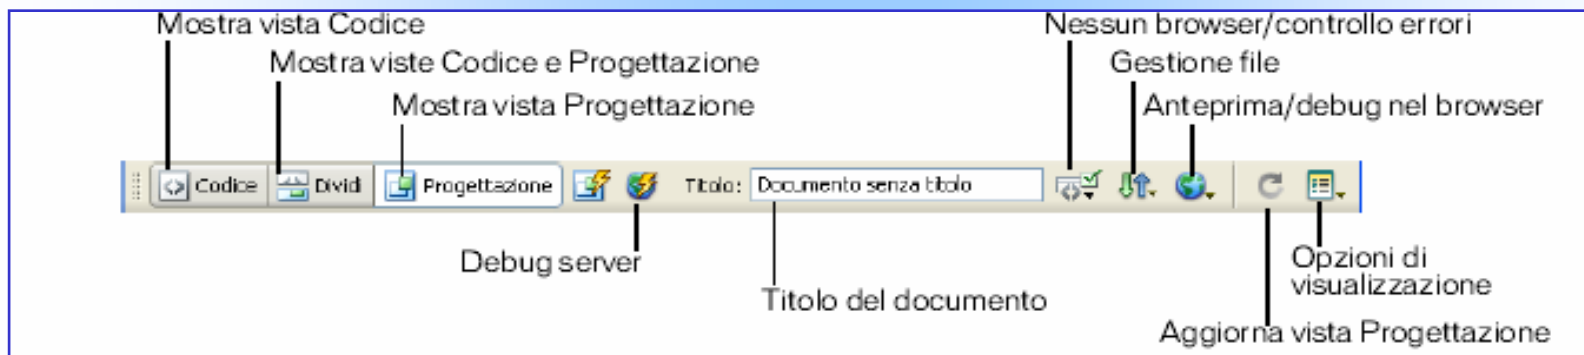 Mostra vista Codice
Nessun browser/controllo errori
Mostra viste Codice e Progettazione
Gestione file
Mostra vista Progettazione
Anteprima/debug nel browser
Codice Dividi Progettazione Titolo: Documento senza titolo
Debug server
Opzioni di
visualizzazione
Titolo del documento
Aggiorna vista Progettazione